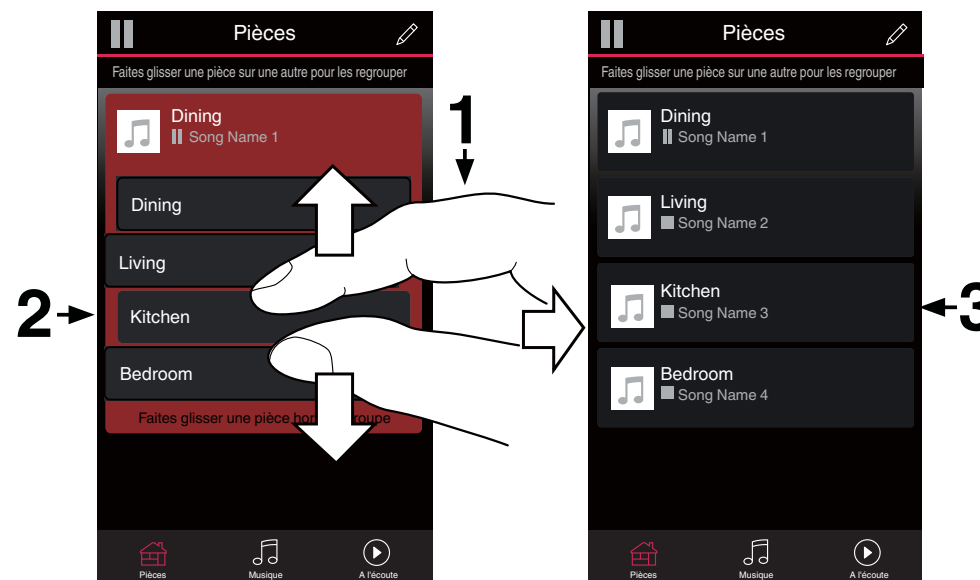 Pièces
Faites glisser une pièce sur une autre pour les regrouper
Dining
Song Name 1
Dining
Living
Kitchen
Bedroom
Faites glisser une pièce hor roupe
Pièces
Musique
A l'écoute
1
2
Pièces
Faites glisser une pièce sur une autre pour les regrouper
Dining
Song Name 1
Living
Song Name 2
Kitchen
Song Name 3
Bedroom
Song Name 4
Pièces
Musique
A l'écoute
3